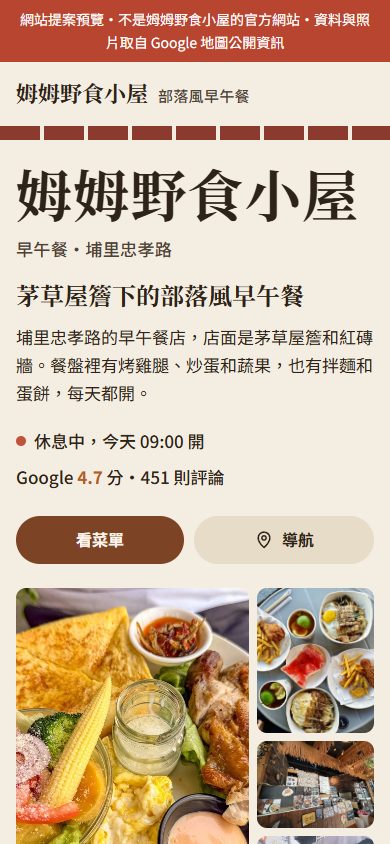 網站提案預覽・不是姆姆野食小屋的官方網站・資料與照
片取自 Google 地圖公開資訊
姆姆野食小屋 部落風早午餐
姆姆野食小屋
早午餐・埔里忠孝路
茅草屋簷下的部落風早午餐
埔里忠孝路的早午餐店，店面是茅草屋簷和紅磚
牆。餐盤裡有烤雞腿、炒蛋和蔬果，也有拌麵和
蛋餅，每天都開。
休息中，今天 09:00 開
Google 4.7 分・451 則評論
看菜單
導航